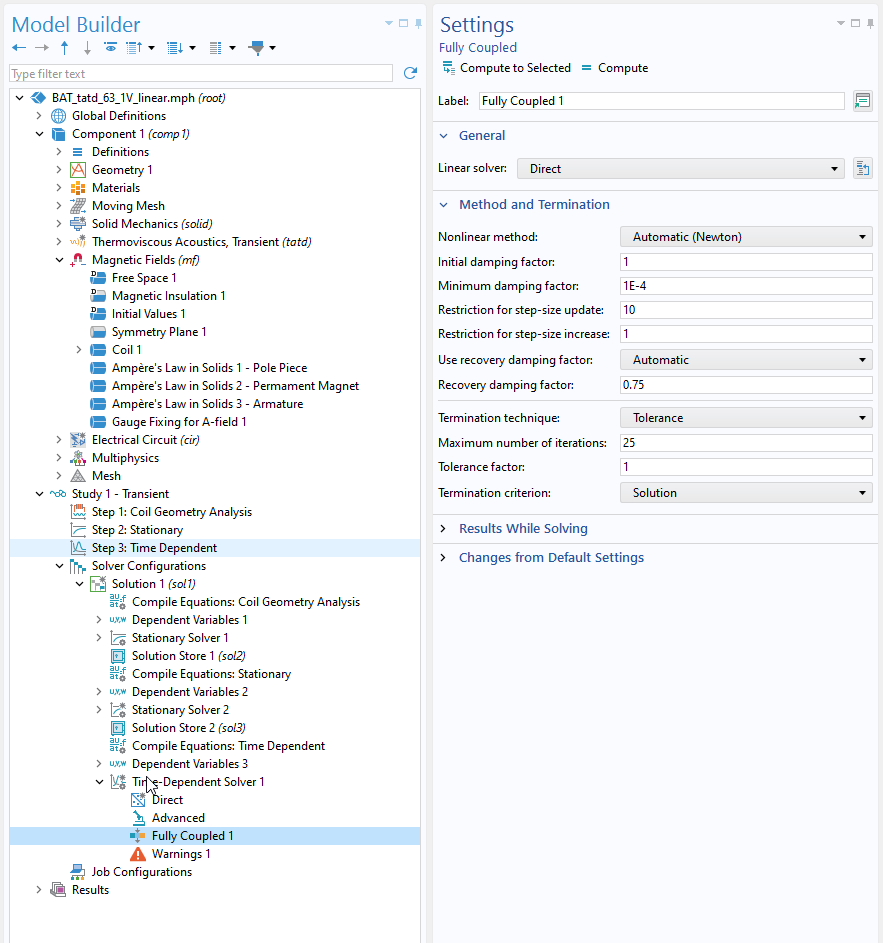 Model Builder
Type filter text
BAT_tatd_63_1V_linear.mph (root)
Global Definitions
Component 1 (comp1)
Definitions
Geometry 1
Materials
Moving Mesh
Solid Mechanics (solid)
Thermoviscous Acoustics, Transient (tatd)
Magnetic Fields (mf)
Free Space 1
Magnetic Insulation 1
Initial Values 1
Symmetry Plane 1
Coil 1
Ampère's Law in Solids 1 - Pole Piece
Ampère's Law in Solids 2 - Permament Magnet
Ampère's Law in Solids 3 - Armature
Gauge Fixing for A-field 1
Electrical Circuit (cir)
Multiphysics
Mesh
Study 1 - Transient
Step 1: Coil Geometry Analysis
Step 2: Stationary
Step 3: Time Dependent
Solver Configurations
Solution 1 (sol1)
Compile Equations: Coil Geometry Analysis
Dependent Variables 1
Stationary Solver 1
Solution Store 1 (sol2)
Compile Equations: Stationary
Dependent Variables 2
Stationary Solver 2
Solution Store 2 (sol3)
Compile Equations: Time Dependent
Dependent Variables 3
Time-Dependent Solver 1
Direct
Advanced
Fully Coupled 1
Warnings 1
Job Configurations
Results
Settings
Fully Coupled
Compute to Selected = Compute
Label: Fully Coupled 1
General
Linear solver: Direct
Method and Termination
Nonlinear method: Automatic (Newton)
Initial damping factor: 1
Minimum damping factor: 1E-4
Restriction for step-size update: 10
Restriction for step-size increase: 1
Use recovery damping factor: Automatic
Recovery damping factor: 0.75
Termination technique: Tolerance
Maximum number of iterations: 25
Tolerance factor: 1
Termination criterion: Solution
Results While Solving
Changes from Default Settings